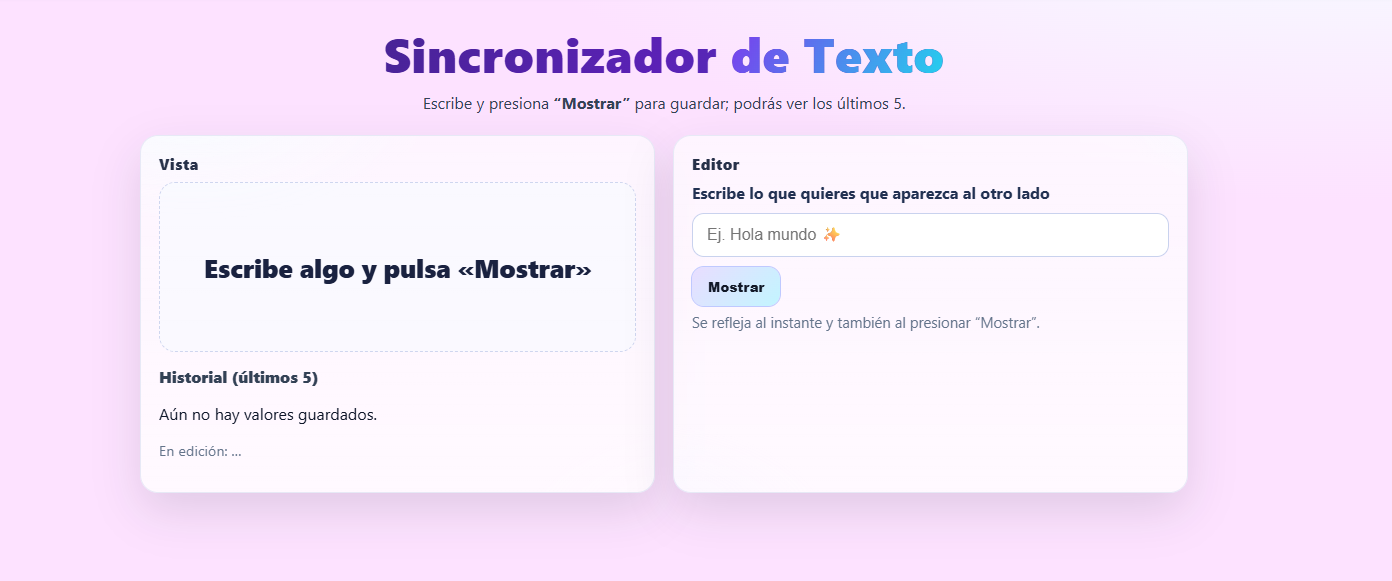 Sincronizador de Texto
Escribe y presiona “Mostrar” para guardar; podrás ver los últimos 5.
Vista
Escribe algo y pulsa «Mostrar»
Historial (últimos 5)
Aún no hay valores guardados.
En edición: ...
Editor
Escribe lo que quieres que aparezca al otro lado
Ej. Hola mundo ✨
Mostrar
Se refleja al instante y también al presionar “Mostrar”.